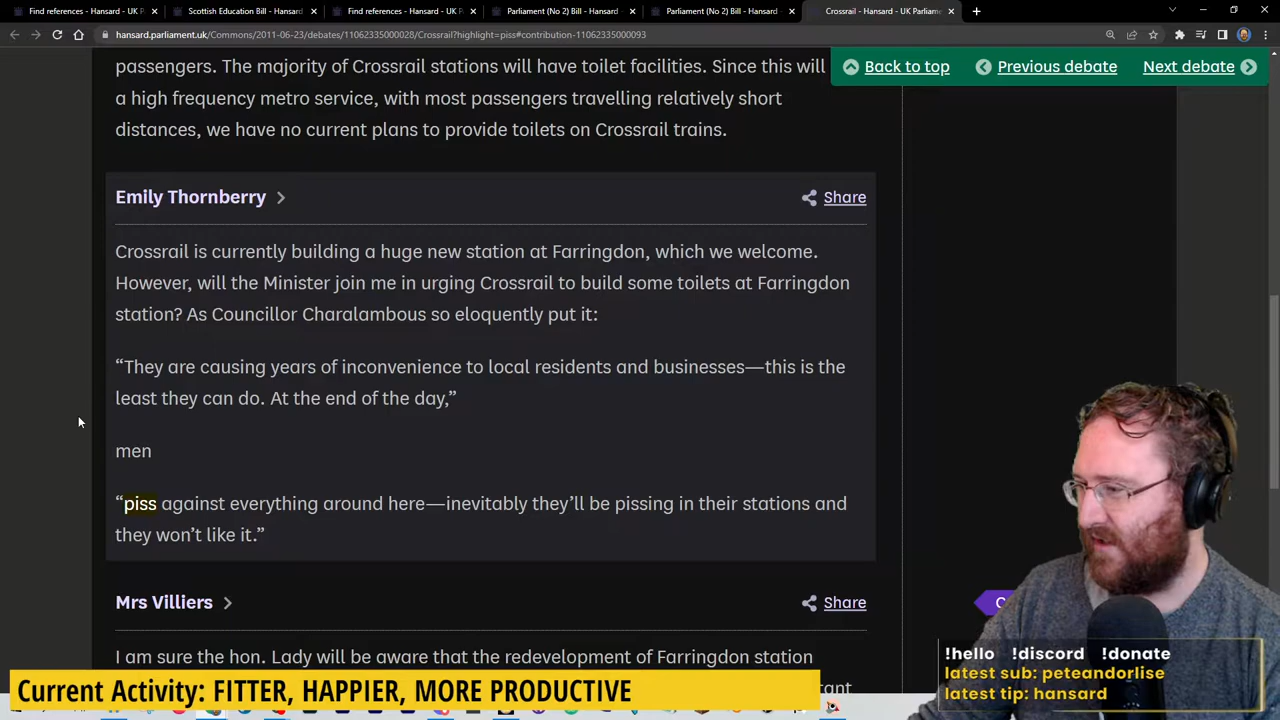 Find references - Hansard - UK P
Scottish Education Bill - Hansard
Find references - Hansard - UK P
Parliament (No 2) Bill - Hansard
Parliament (No 2) Bill - Hansard
Crossrail - Hansard - UK Parliame
hansard.parliament.uk/Commons/2011-06-23/debates/11062335000028/Crossrail?highlight=piss#contribution-11062335000093
Back to top
Previous debate
Next debate
passengers. The majority of Crossrail stations will have toilet facilities. Since this will
a high frequency metro service, with most passengers travelling relatively short
distances, we have no current plans to provide toilets on Crossrail trains.
Emily Thornberry
Share
Crossrail is currently building a huge new station at Farringdon, which we welcome.
However, will the Minister join me in urging Crossrail to build some toilets at Farringdon
station? As Councillor Charalambous so eloquently put it:
“They are causing years of inconvenience to local residents and businesses—this is the
least they can do. At the end of the day,”
men
“piss against everything around here—inevitably they’ll be pissing in their stations and
they won’t like it.”
Mrs Villiers
Share
I am sure the hon. Lady will be aware that the redevelopment of Farringdon station
!hello !discord !donate
latest sub: peteandorlise
latest tip: hansard
Current Activity: FITTER, HAPPIER, MORE PRODUCTIVE